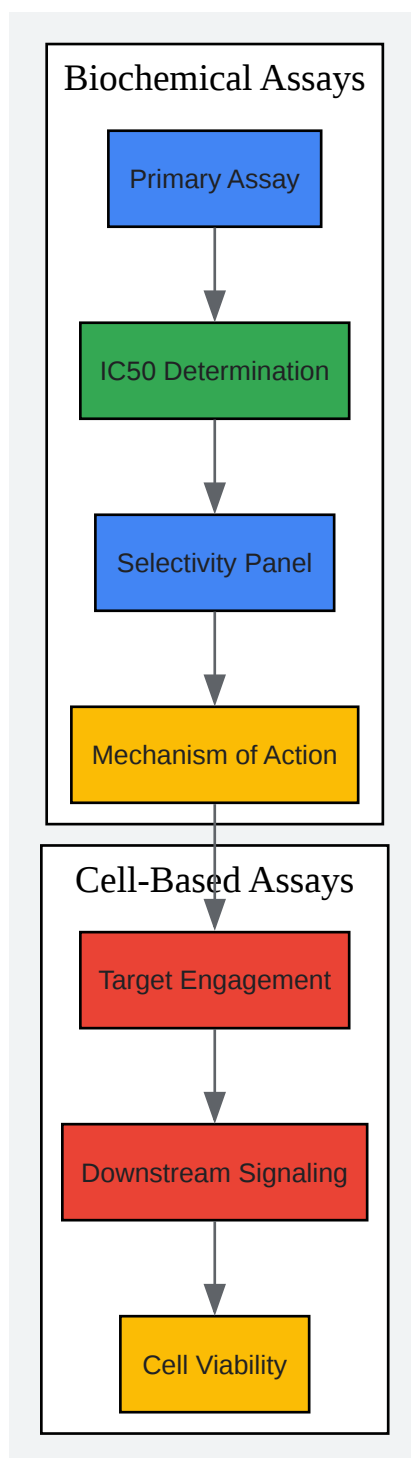 Biochemical Assays
Primary Assay
IC50 Determination
Selectivity Panel
Mechanism of Action
Cell-Based Assays
Target Engagement
Downstream Signaling
Cell Viability